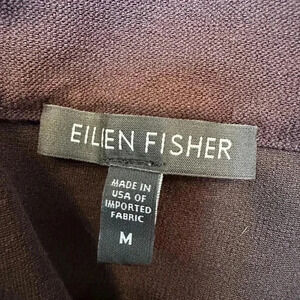 EILEEN FISHER
MADE IN
USA OF
IMPORTED
FABRIC
M